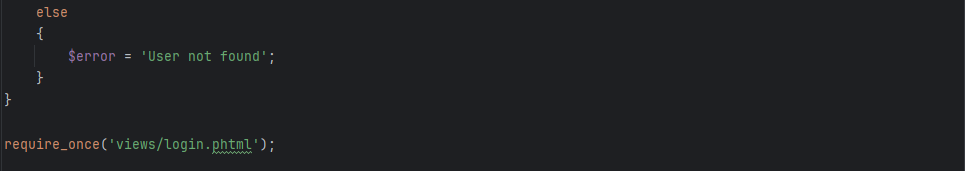 else
{
$error = 'User not found';
}
}
require_once('views/login.phtml');